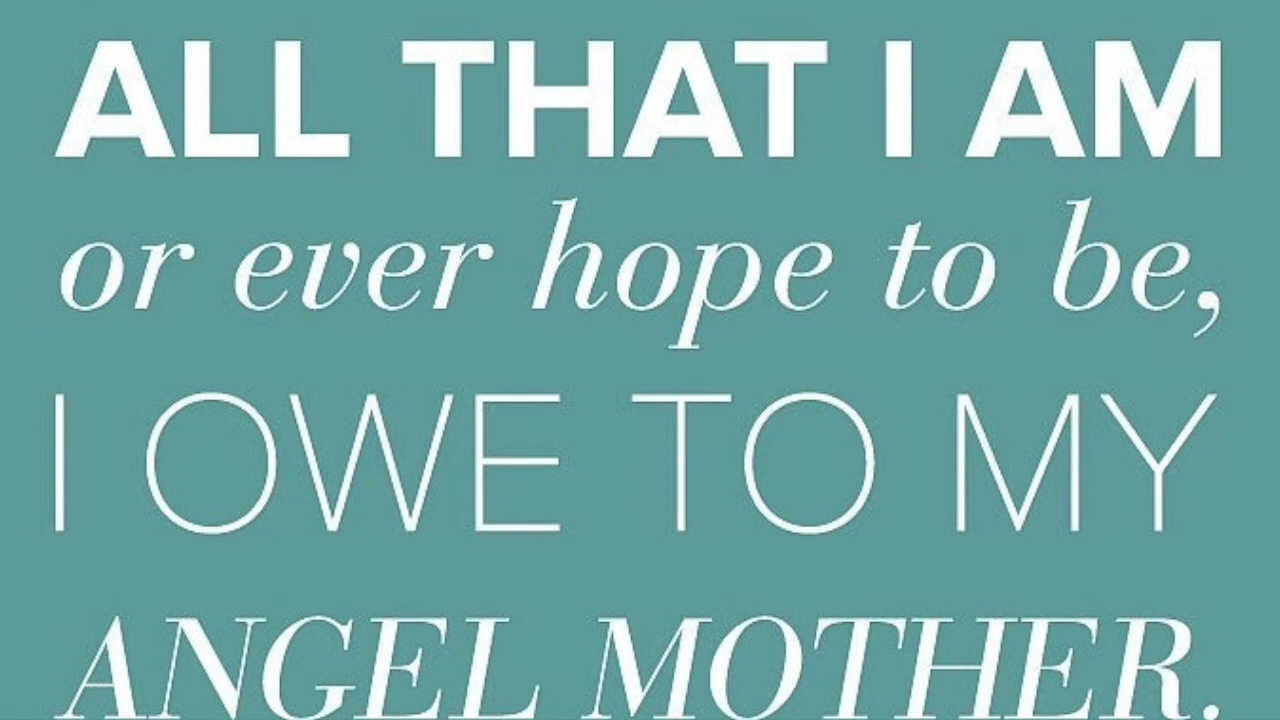 ALL THAT I AM
or ever hope to be,
I OWE TO MY
ANGEL MOTHER.